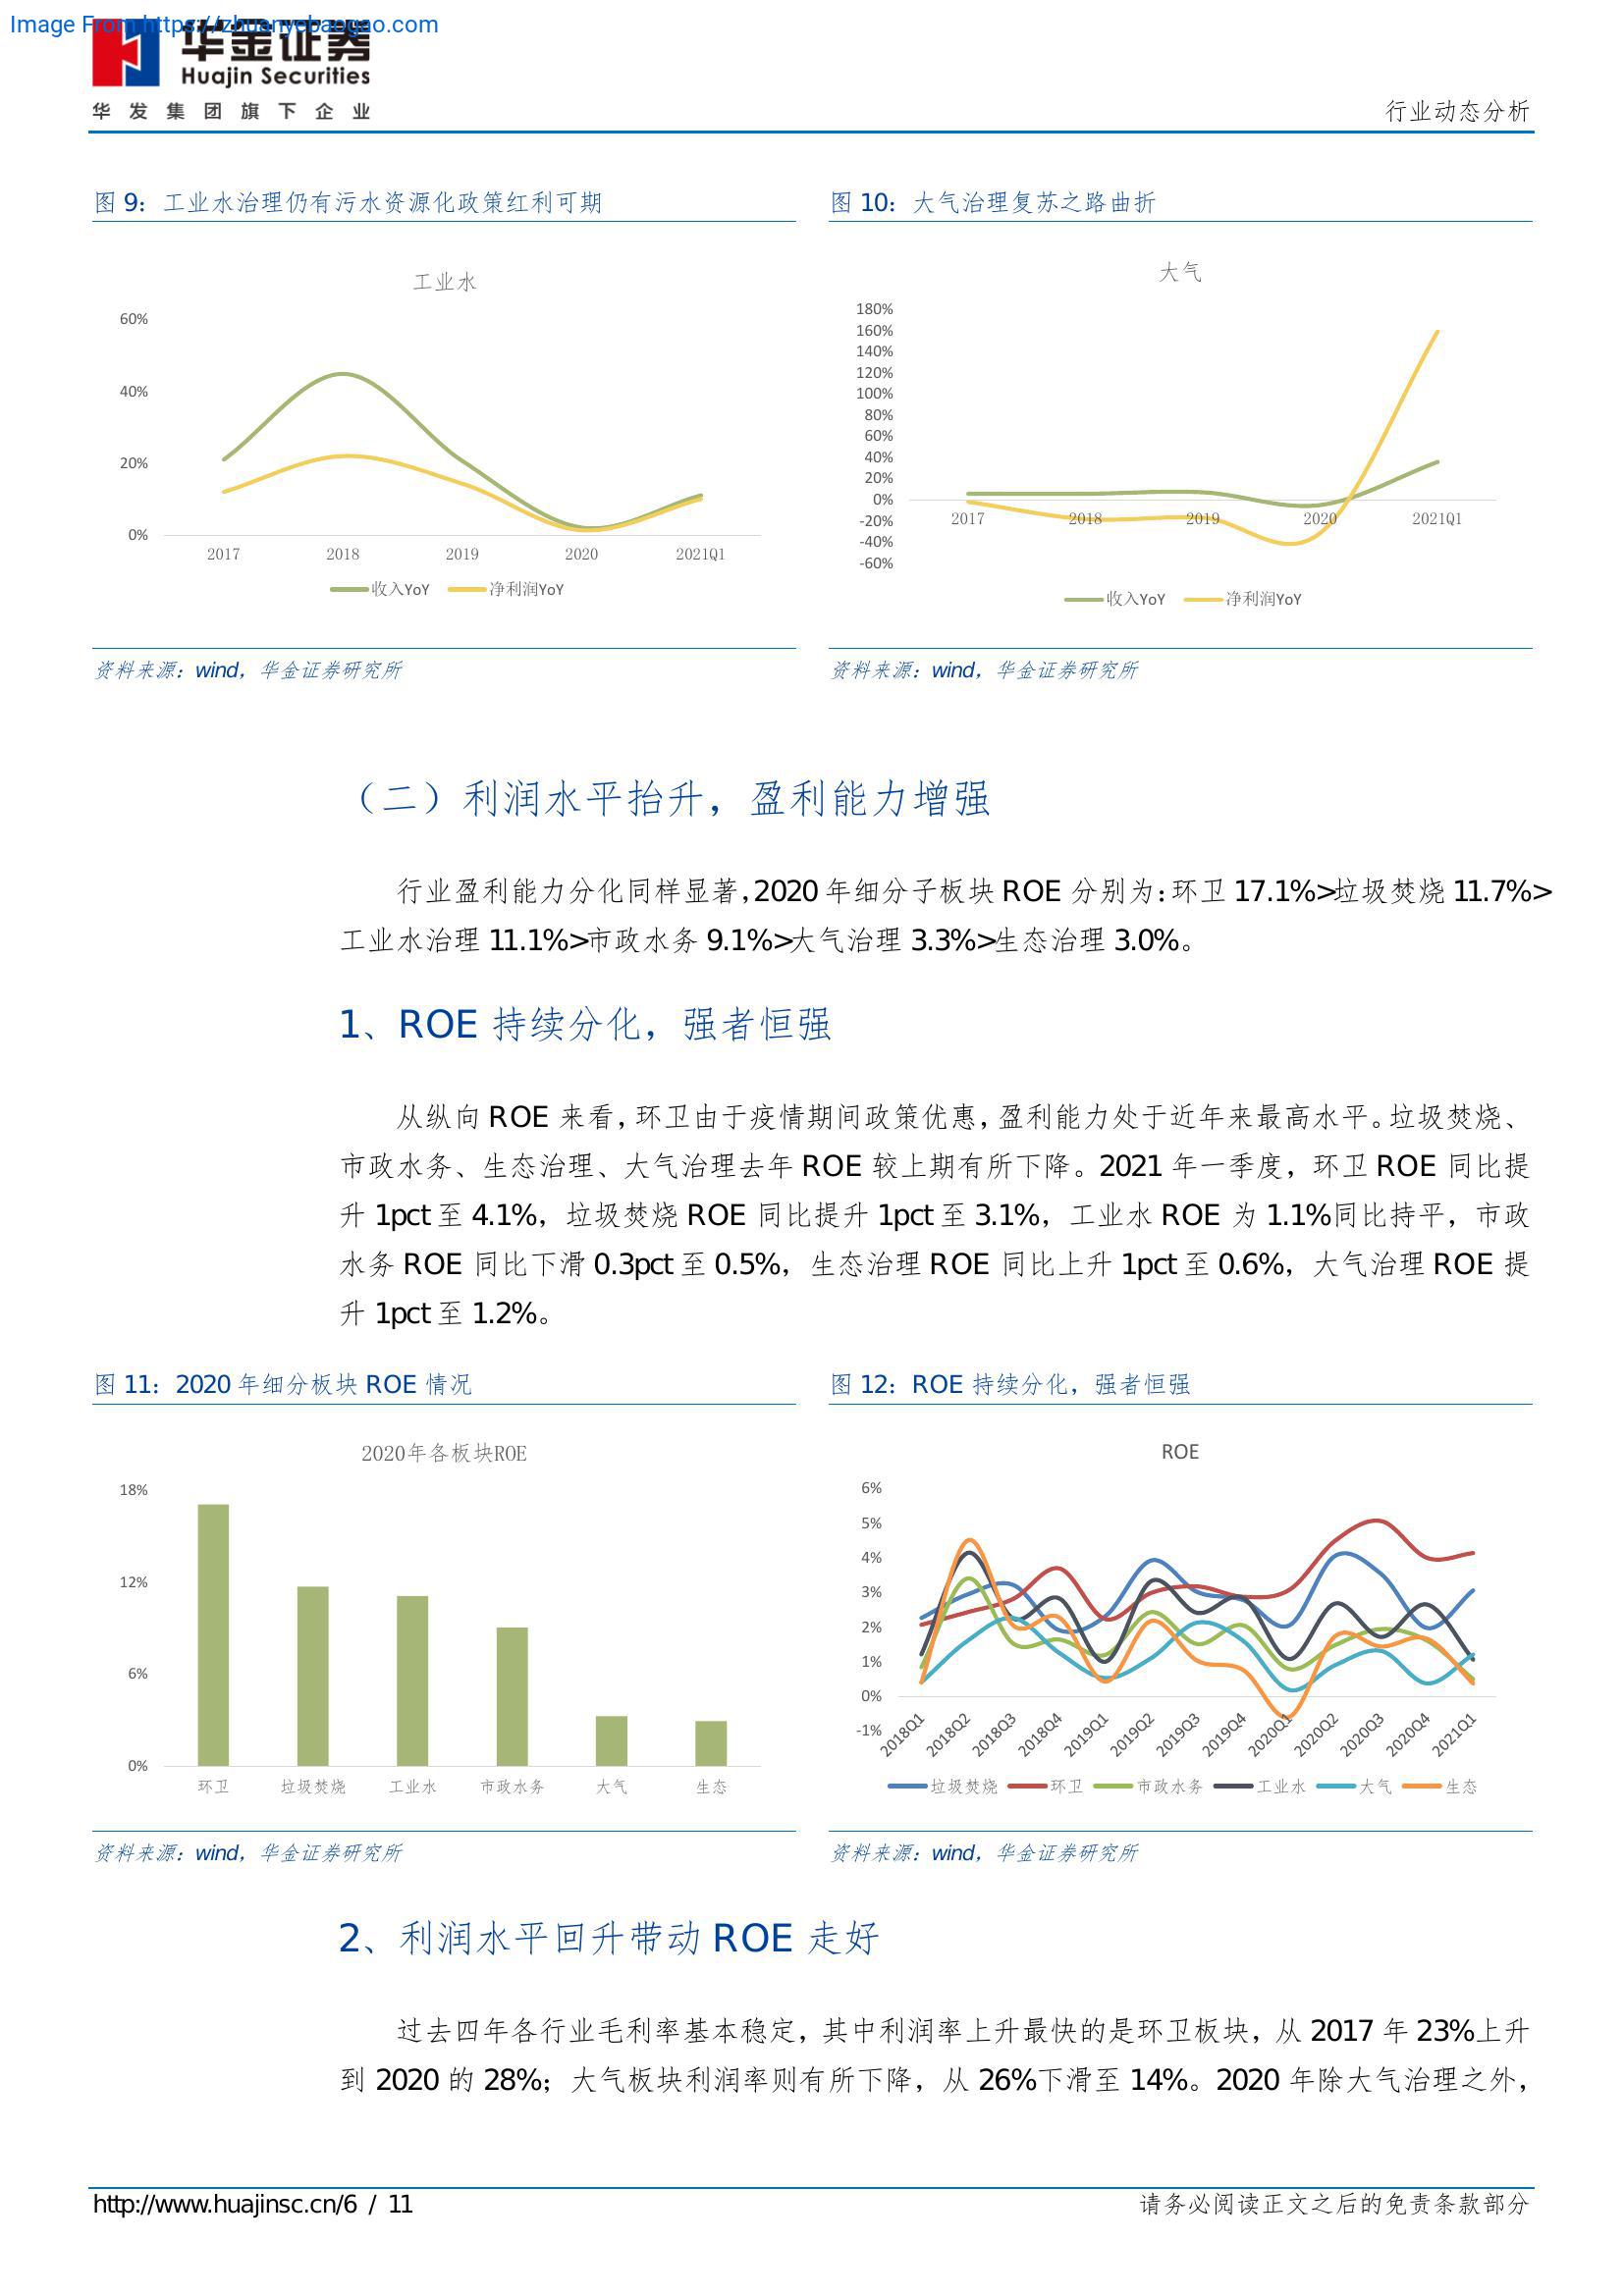 Image From https://zhuanyebaogao.com
华金证券
Huajin Securities
华发集团旗下企业
行业动态分析
图 9：工业水治理仍有污水资源化政策红利可期
工业水
60%
40%
20%
0%
2017 2018 2019 2020 2021Q1
收入YoY 净利润YoY
资料来源：wind，华金证券研究所
图 10：大气治理复苏之路曲折
大气
180%
160%
140%
120%
100%
80%
60%
40%
20%
0%
-20%
-40%
-60%
2017 2018 2019 2020 2021Q1
收入YoY 净利润YoY
资料来源：wind，华金证券研究所
（二）利润水平抬升，盈利能力增强
行业盈利能力分化同样显著，2020 年细分子板块 ROE 分别为：环卫 17.1%>垃圾焚烧 11.7%>
工业水治理 11.1%>市政水务 9.1%>大气治理 3.3%>生态治理 3.0%。
1、ROE 持续分化，强者恒强
从纵向 ROE 来看，环卫由于疫情期间政策优惠，盈利能力处于近年来最高水平。垃圾焚烧、
市政水务、生态治理、大气治理去年 ROE 较上期有所下降。2021 年一季度，环卫 ROE 同比提
升 1pct 至 4.1%，垃圾焚烧 ROE 同比提升 1pct 至 3.1%，工业水 ROE 为 1.1%同比持平，市政
水务 ROE 同比下滑 0.3pct 至 0.5%，生态治理 ROE 同比上升 1pct 至 0.6%，大气治理 ROE 提
升 1pct 至 1.2%。
图 11：2020 年细分板块 ROE 情况
2020年各板块ROE
18%
12%
6%
0%
环卫 垃圾焚烧 工业水 市政水务 大气 生态
资料来源：wind，华金证券研究所
图 12：ROE 持续分化，强者恒强
ROE
6%
5%
4%
3%
2%
1%
0%
-1%
2018Q1 2018Q2 2018Q3 2018Q4 2019Q1 2019Q2 2019Q3 2019Q4 2020Q1 2020Q2 2020Q3 2020Q4 2021Q1
垃圾焚烧 环卫 市政水务 工业水 大气 生态
资料来源：wind，华金证券研究所
2、利润水平回升带动 ROE 走好
过去四年各行业毛利率基本稳定，其中利润率上升最快的是环卫板块，从 2017 年 23%上升
到 2020 的 28%；大气板块利润率则有所下降，从 26%下滑至 14%。2020 年除大气治理之外，
http://www.huajinsc.cn/6 / 11
请务必阅读正文之后的免责条款部分